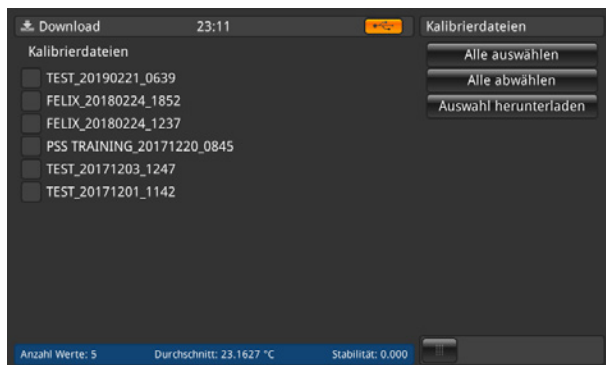 Download 23:11 Kalibrierdateien
Kalibrierdateien
TEST_20190221_0639
FELIX_20180224_1852
FELIX_20180224_1237
PSS TRAINING_20171220_0845
TEST_20171203_1247
TEST_20171201_1142
Alle auswählen
Alle abwählen
Auswahl herunterladen
Anzahl Werte: 5 Durchschnitt: 23.1627 °C Stabilität: 0.000